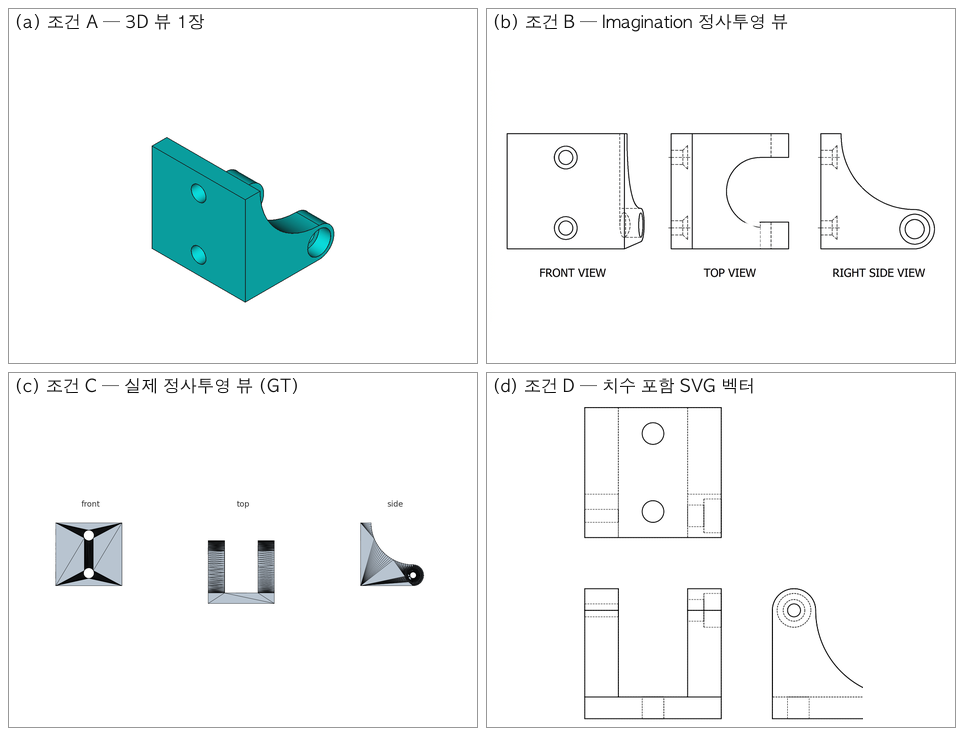 (a) 조건 A — 3D 뷰 1장
(b) 조건 B — Imagination 정사투영 뷰
FRONT VIEW
TOP VIEW
RIGHT SIDE VIEW
(c) 조건 C — 실제 정사투영 뷰 (GT)
front
top
side
(d) 조건 D — 치수 포함 SVG 벡터